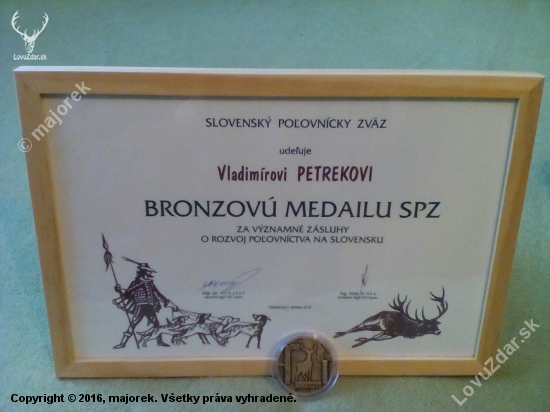 LovuZdar.sk
© majorek
SLOVENSKÝ POĽOVNÍCKY ZVÄZ
udeľuje
Vladimírovi PETREKOVI
BRONZOVÚ MEDAILU SPZ
ZA VÝZNAMNÉ ZÁSLUHY
O ROZVOJ POĽOVNÍCTVA NA SLOVENSKU
LovuZdar.sk
Copyright © 2016, majorek. Všetky práva vyhradené.